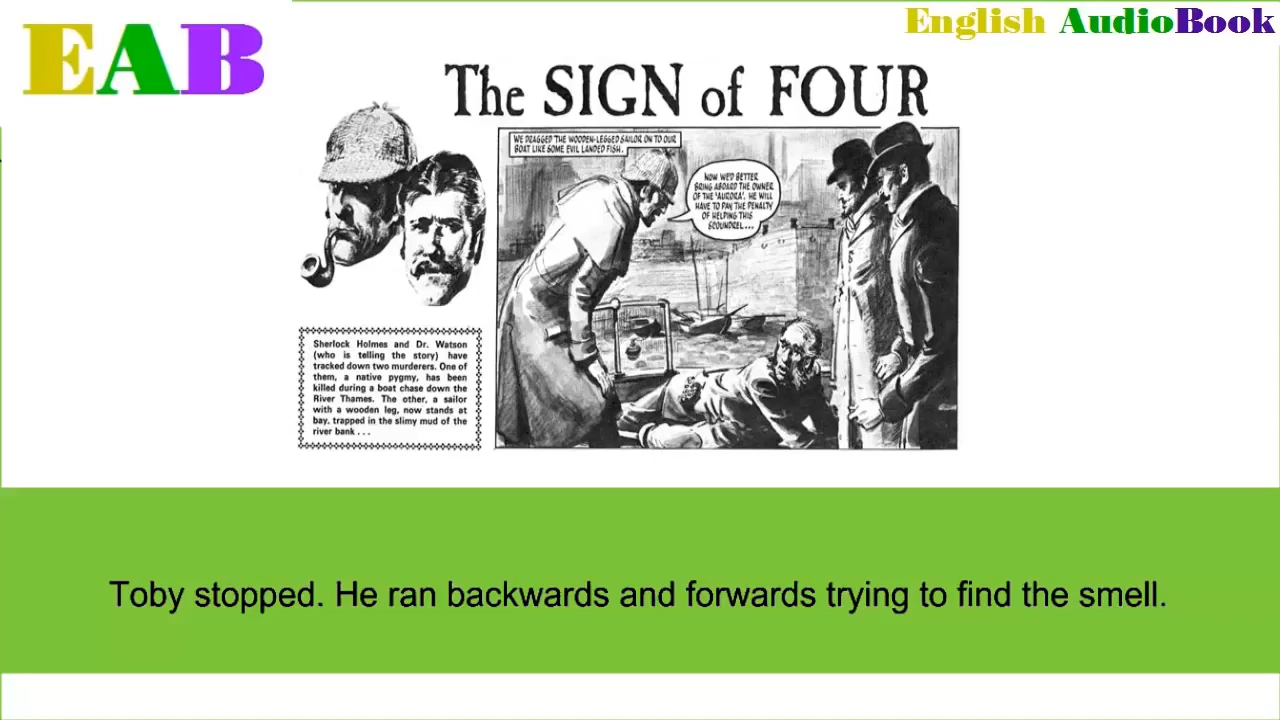 EAB
English AudioBook
The SIGN of FOUR
WE DRAGGED THE WOODEN-LEGGED SAILOR ON TO OUR
BOAT LIKE SOME EVIL LANDED FISH.
NOW WE'D BETTER
BRING ABOARD THE OWNER
OF THE 'AURORA'. HE WILL
HAVE TO PAY THE PENALTY
OF HELPING THIS
SCOUNDREL...
Sherlock Holmes and Dr. Watson
(who is telling the story) have
tracked down two murderers. One of
them, a native pygmy, has been
killed during a boat chase down the
River Thames. The other, a sailor
with a wooden leg, now stands at
bay, trapped in the slimy mud of the
river bank . . .
Toby stopped. He ran backwards and forwards trying to find the smell.